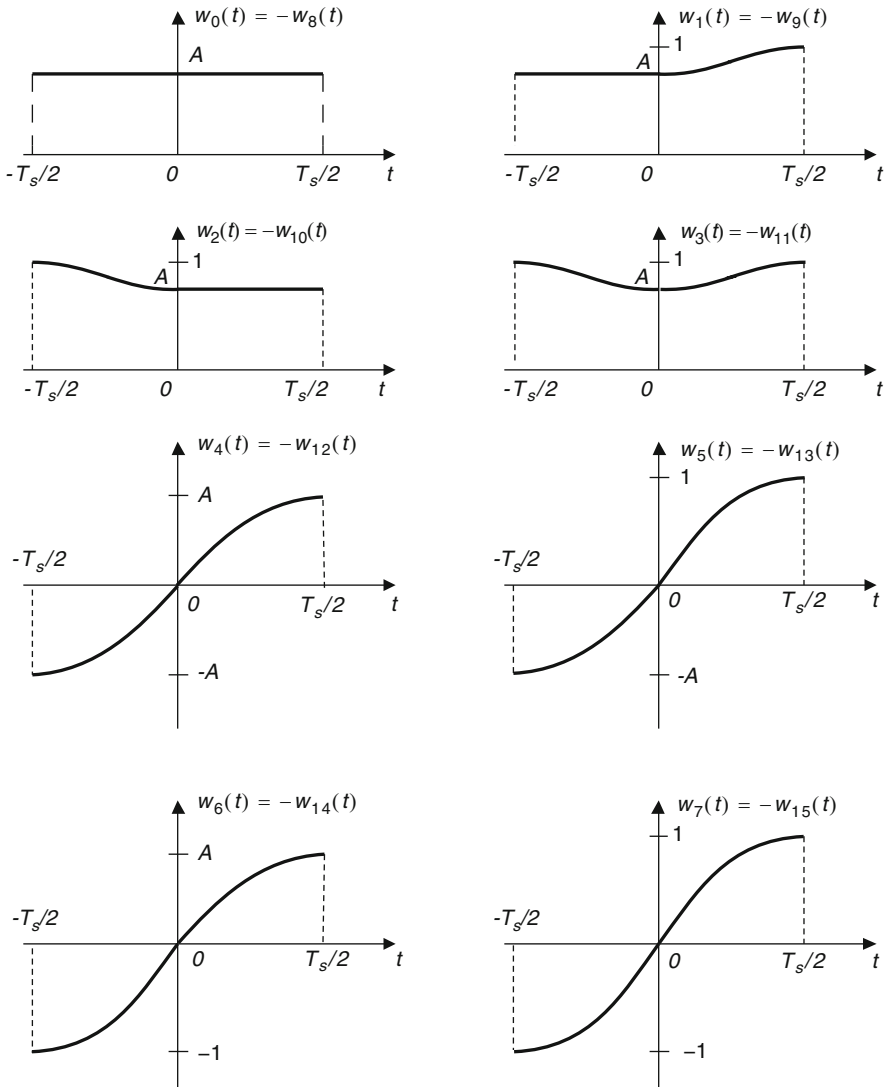 w₀(t) = −w₈(t)
A
-Tₛ/2 0 Tₛ/2 t
w₁(t) = −w₉(t)
1
A
-Tₛ/2 0 Tₛ/2 t
w₂(t) = −w₁₀(t)
1
A
-Tₛ/2 0 Tₛ/2 t
w₃(t) = −w₁₁(t)
1
A
-Tₛ/2 0 Tₛ/2 t
w₄(t) = −w₁₂(t)
A
-Tₛ/2
0 Tₛ/2 t
-A
w₅(t) = −w₁₃(t)
1
-Tₛ/2
0 Tₛ/2 t
-A
w₆(t) = −w₁₄(t)
A
-Tₛ/2
0 Tₛ/2 t
−1
w₇(t) = −w₁₅(t)
1
-Tₛ/2
0 Tₛ/2 t
−1